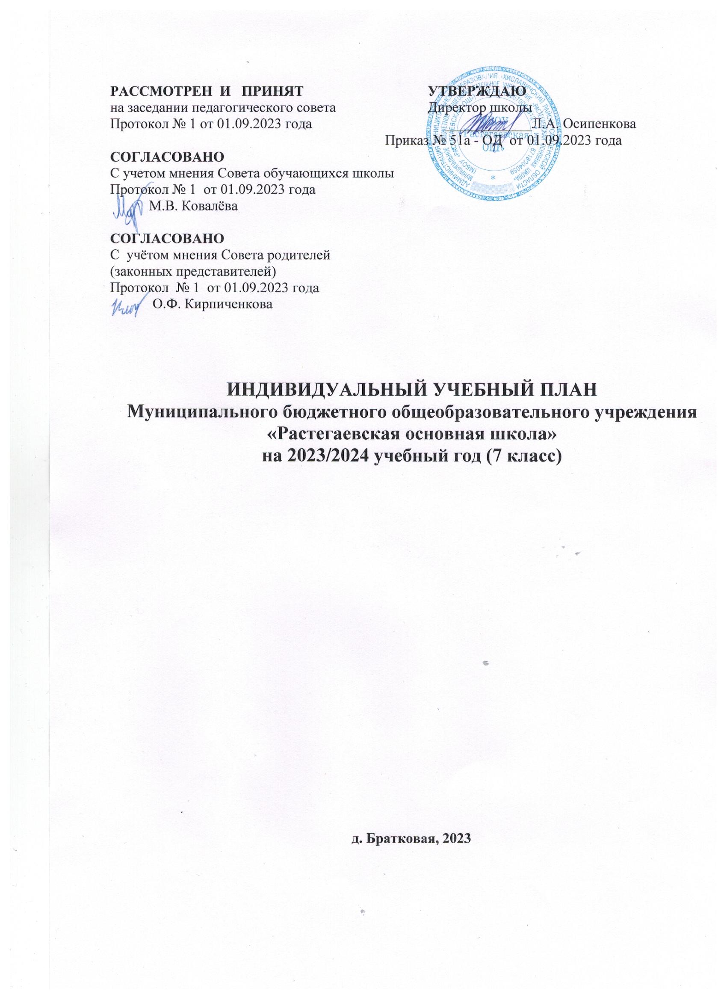 РАССМОТРЕН И ПРИНЯТ
на заседании педагогического совета
Протокол № 1 от 01.09.2023 года
УТВЕРЖДАЮ
Директор школы
Л.А. Осипенкова
Приказ № 51а - ОД от 01.09.2023 года
СОГЛАСОВАНО
С учетом мнения Совета обучающихся школы
Протокол № 1 от 01.09.2023 года
М.В. Ковалёва
СОГЛАСОВАНО
С учётом мнения Совета родителей
(законных представителей)
Протокол № 1 от 01.09.2023 года
О.Ф. Кирпиченкова
ИНДИВИДУАЛЬНЫЙ УЧЕБНЫЙ ПЛАН
Муниципального бюджетного общеобразовательного учреждения
«Растегаевская основная школа»
на 2023/2024 учебный год (7 класс)
д. Братковая, 2023